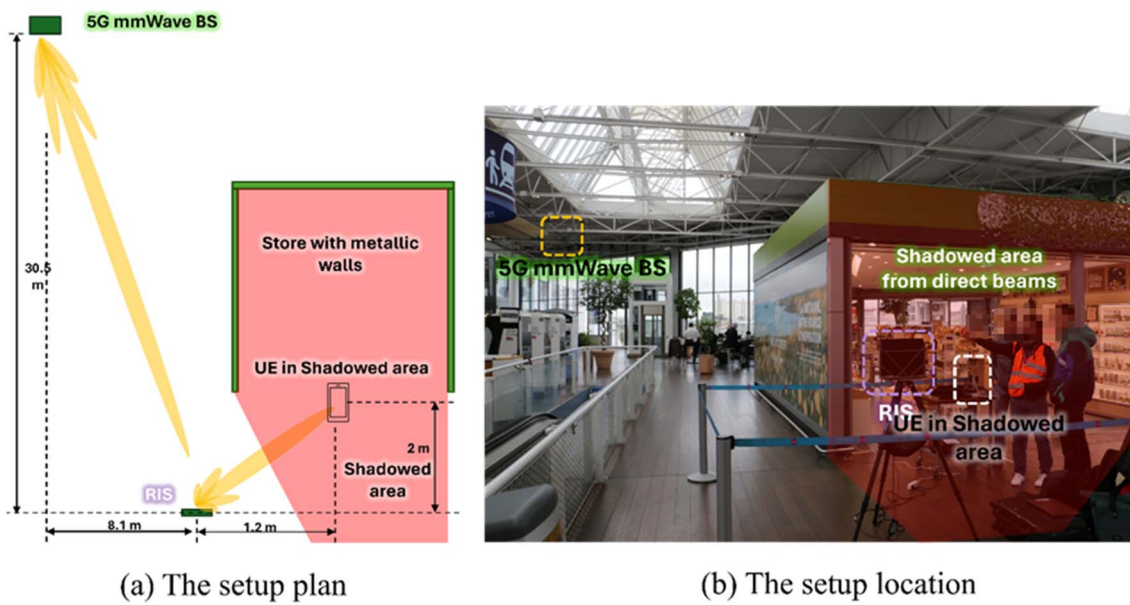 5G mmWave BS
30.5
m
Store with metallic
walls
UE in Shadowed area
2 m
Shadowed
area
RIS
8.1 m
1.2 m
(a) The setup plan
5G mmWave BS
Shadowed area
from direct beams
RIS
UE in Shadowed
area
(b) The setup location